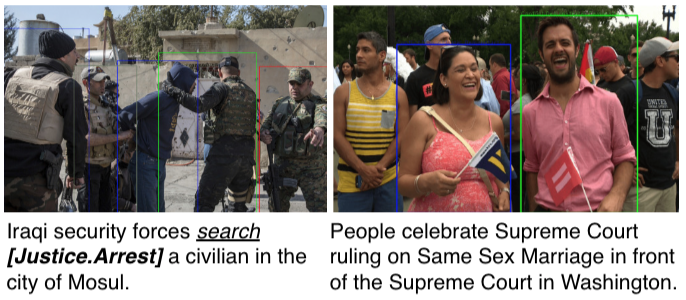 UNITED
U
Iraqi security forces search
[Justice.Arrest] a civilian in the
city of Mosul.
People celebrate Supreme Court
ruling on Same Sex Marriage in front
of the Supreme Court in Washington.